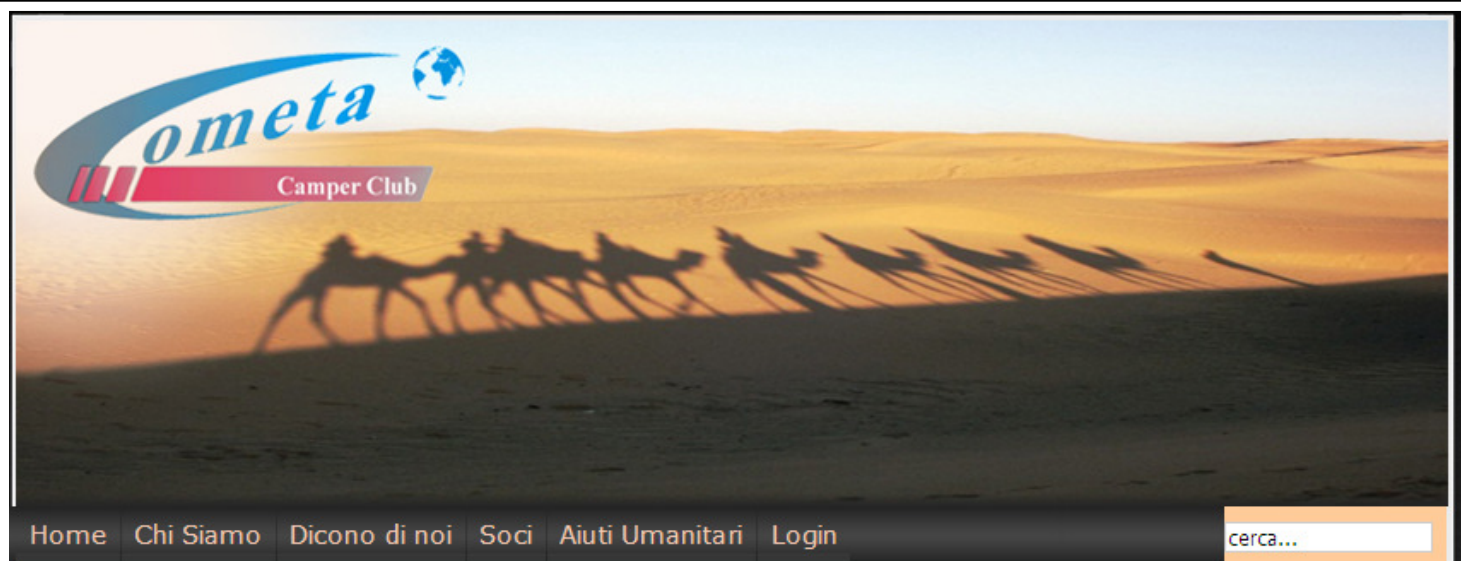 Cometa
Camper Club
Home Chi Siamo Dicono di noi Soci Aiuti Umanitari Login
cerca...